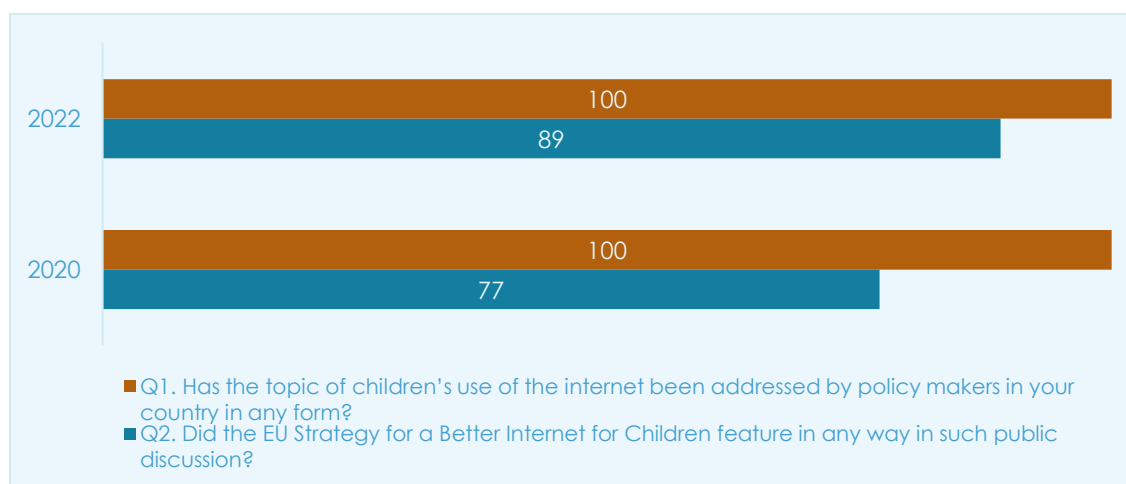 2022
100
89
2020
100
77
Q1. Has the topic of children’s use of the internet been addressed by policy makers in your
country in any form?
Q2. Did the EU Strategy for a Better Internet for Children feature in any way in such public
discussion?